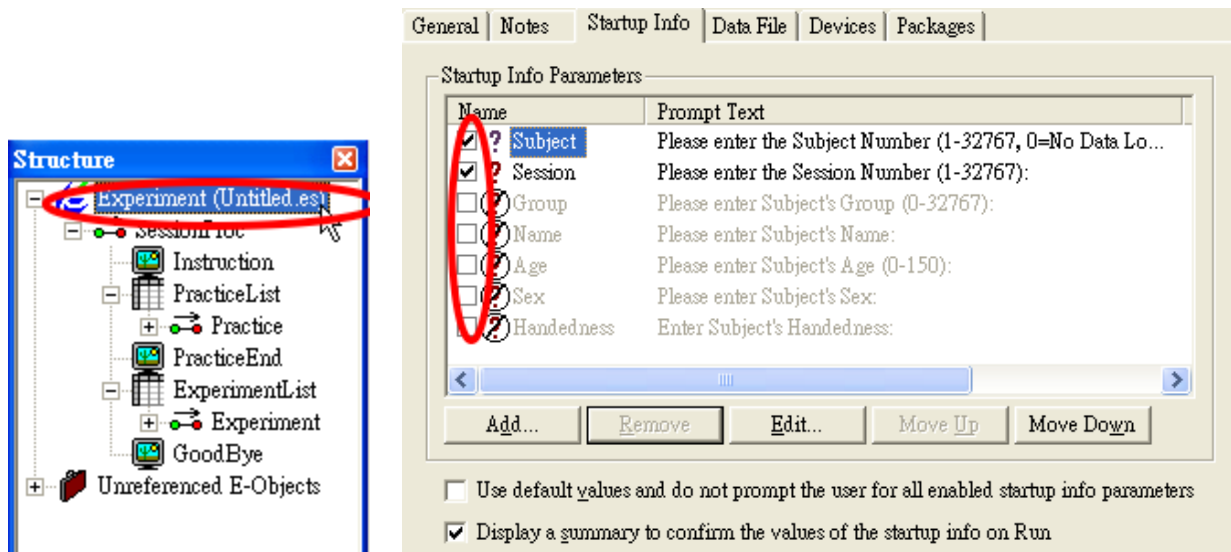 Structure
Experiment (Untitled.es)
SessionProc
Instruction
PracticeList
Practice
PracticeEnd
ExperimentList
Experiment
GoodBye
Unreferenced E-Objects
General Notes Startup Info Data File Devices Packages
Startup Info Parameters
Name Prompt Text
Subject Please enter the Subject Number (1-32767, 0=No Data Lo...
Session Please enter the Session Number (1-32767):
Group Please enter Subject's Group (0-32767):
Name Please enter Subject's Name:
Age Please enter Subject's Age (0-150):
Sex Please enter Subject's Sex:
Handedness Enter Subject's Handedness:
Add... Remove Edit... Move Up Move Down
Use default values and do not prompt the user for all enabled startup info parameters
Display a summary to confirm the values of the startup info on Run